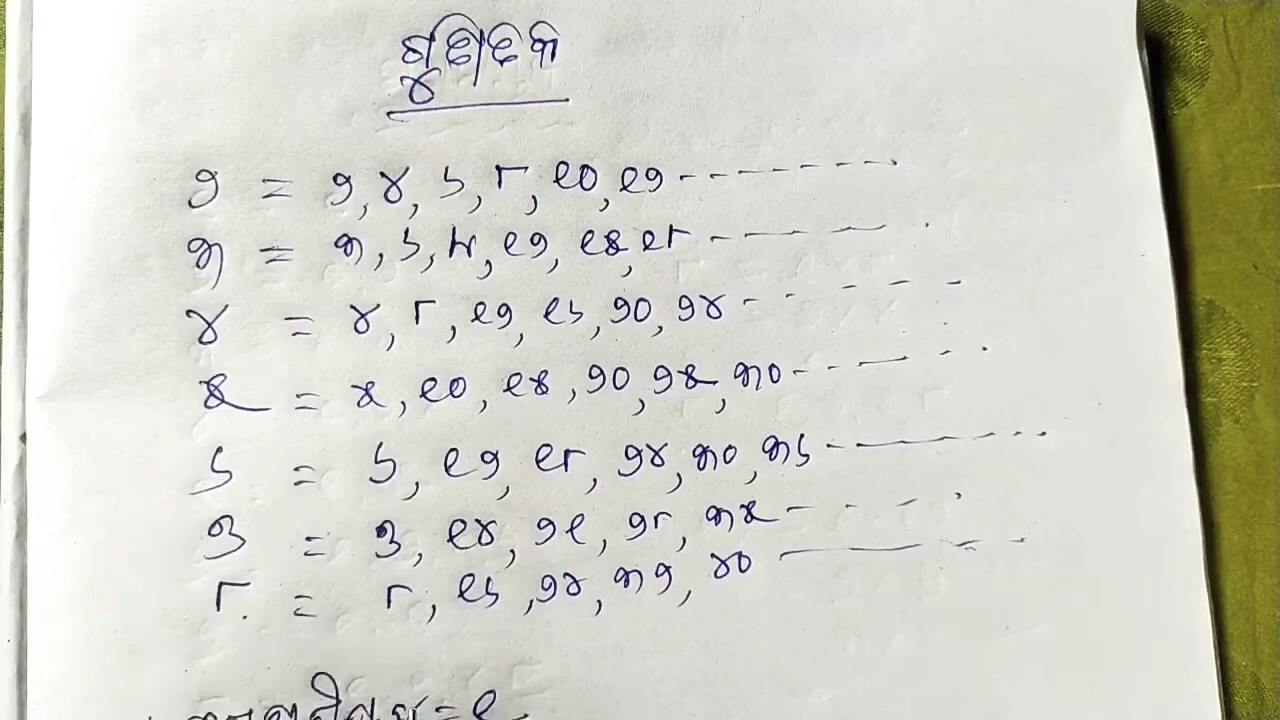 ଗୁଣିତକ
୨ = ୨, ୪, ୬, ୮, ୧୦, ୧୨--------
୩ = ୩, ୬, ୯, ୧୨, ୧୫, ୧୮-------
୪ = ୪, ୮, ୧୨, ୧୬, ୨୦, ୨୪------
୫ = ୫, ୧୦, ୧୫, ୨୦, ୨୫, ୩୦------
୬ = ୬, ୧୨, ୧୮, ୨୪, ୩୦, ୩୬-------
୭ = ୭, ୧୪, ୨୧, ୨୮, ୩୫------
୮ = ୮, ୧୬, ୨୪, ୩୨, ୪୦------
= ୧